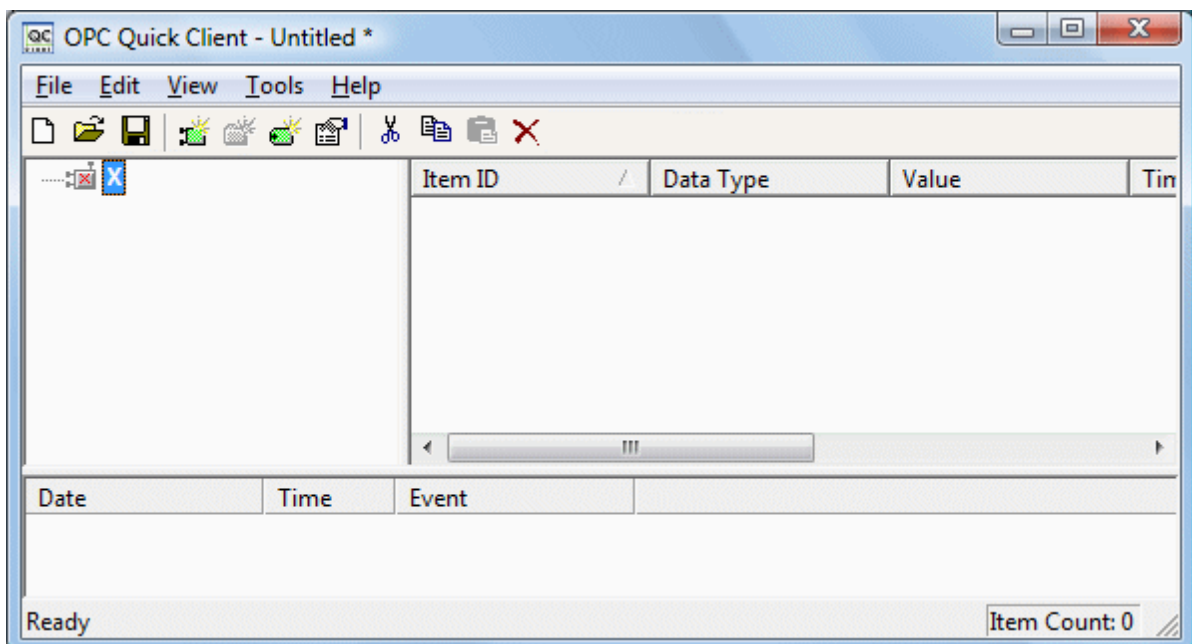 OPC Quick Client - Untitled *
File Edit View Tools Help
X
Item ID Data Type Value Tim
Date Time Event
Ready Item Count: 0